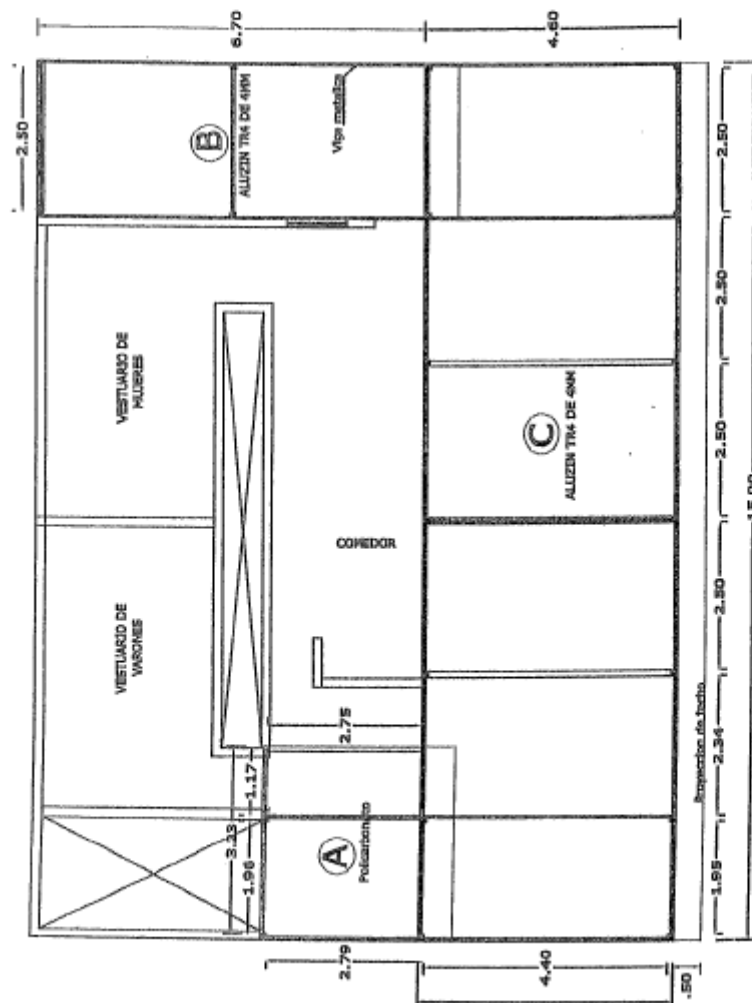 6.70
4.60
2.50
B
ALUZIN TR4 DE 4MM
Viga metalica
2.50
VESTUARIO DE
MUJERES
2.50
C
ALUZIN TR4 DE 4MM
2.50
COMEDOR
VESTUARIO DE
VARONES
2.50
Proyeccion de techo
2.75
1.17
3.23
1.96
2.34
A
Policarbonato
1.95
2.79
4.40
.50